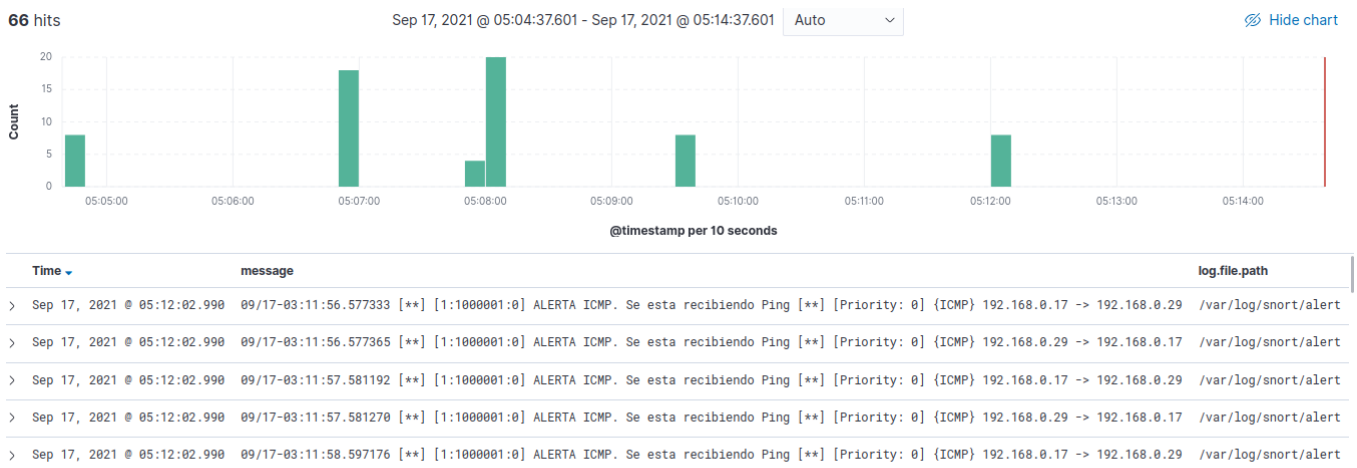 66 hits Sep 17, 2021 @ 05:04:37.601 - Sep 17, 2021 @ 05:14:37.601 Auto Hide chart
20
15
10
5
0
Count
05:05:00 05:06:00 05:07:00 05:08:00 05:09:00 05:10:00 05:11:00 05:12:00 05:13:00 05:14:00
@timestamp per 10 seconds
Time message log.file.path
Sep 17, 2021 @ 05:12:02.990 09/17-03:11:56.577333 [**] [1:1000001:0] ALERTA ICMP. Se esta recibiendo Ping [**] [Priority: 0] {ICMP} 192.168.0.17 -> 192.168.0.29 /var/log/snort/alert
Sep 17, 2021 @ 05:12:02.990 09/17-03:11:56.577365 [**] [1:1000001:0] ALERTA ICMP. Se esta recibiendo Ping [**] [Priority: 0] {ICMP} 192.168.0.29 -> 192.168.0.17 /var/log/snort/alert
Sep 17, 2021 @ 05:12:02.990 09/17-03:11:57.581192 [**] [1:1000001:0] ALERTA ICMP. Se esta recibiendo Ping [**] [Priority: 0] {ICMP} 192.168.0.17 -> 192.168.0.29 /var/log/snort/alert
Sep 17, 2021 @ 05:12:02.990 09/17-03:11:57.581270 [**] [1:1000001:0] ALERTA ICMP. Se esta recibiendo Ping [**] [Priority: 0] {ICMP} 192.168.0.29 -> 192.168.0.17 /var/log/snort/alert
Sep 17, 2021 @ 05:12:02.990 09/17-03:11:58.597176 [**] [1:1000001:0] ALERTA ICMP. Se esta recibiendo Ping [**] [Priority: 0] {ICMP} 192.168.0.17 -> 192.168.0.29 /var/log/snort/alert